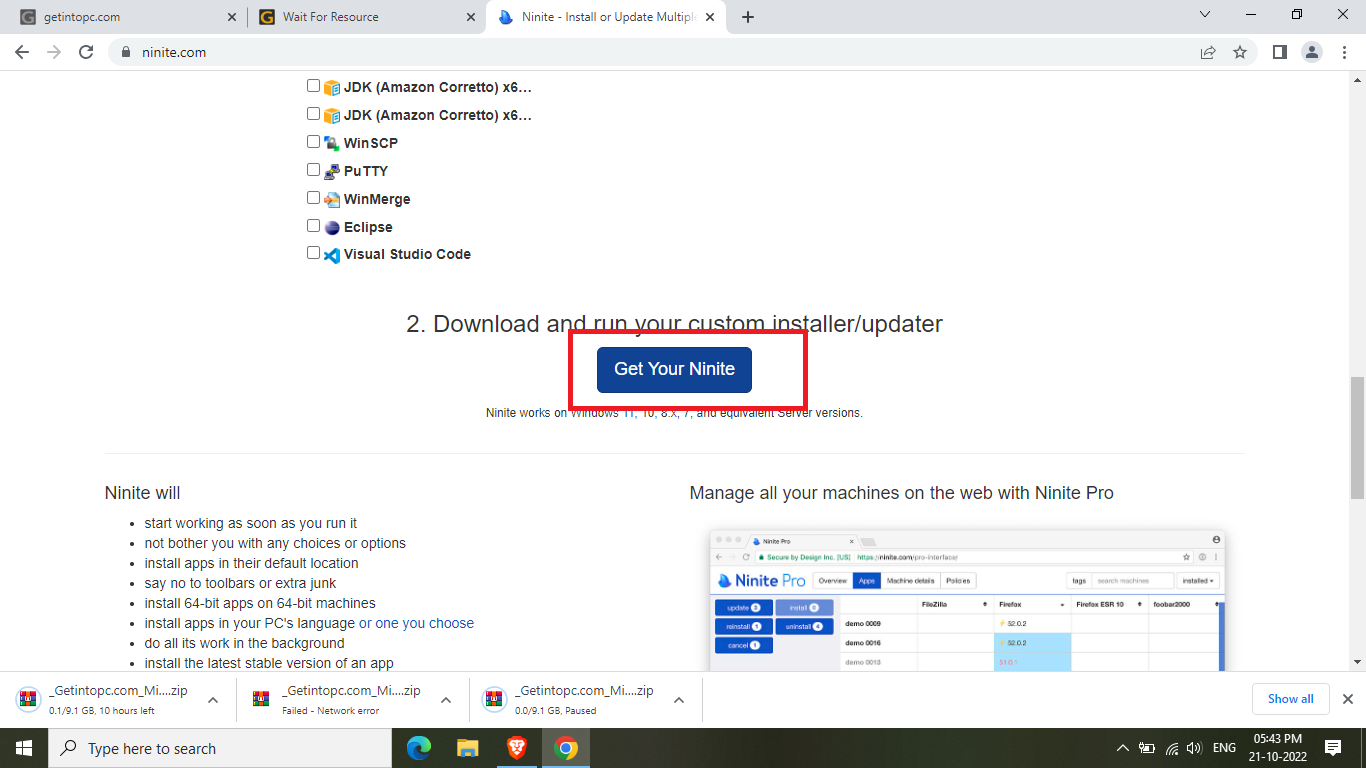 getintopc.com
Wait For Resource
Ninite - Install or Update Multiple
ninite.com
JDK (Amazon Corretto) x6...
JDK (Amazon Corretto) x6...
WinSCP
PuTTY
WinMerge
Eclipse
Visual Studio Code
2. Download and run your custom installer/updater
Get Your Ninite
Ninite works on Windows 11, 10, 8.x, 7, and equivalent Server versions.
Ninite will
start working as soon as you run it
not bother you with any choices or options
install apps in their default location
say no to toolbars or extra junk
install 64-bit apps on 64-bit machines
install apps in your PC's language or one you choose
do all its work in the background
install the latest stable version of an app
Manage all your machines on the web with Ninite Pro
Ninite Pro
Secure by Design Inc. [US] https://ninite.com/pro-interface/
Ninite Pro Overview Apps Machine details Policies tags search machines installed
update 3 install 0 FileZilla Firefox Firefox ESR 10 foobar2000
reinstall 1 uninstall 4 demo 0009 52.0.2
cancel 1 demo 0016 52.0.2
demo 0013 51.0.1
_Getintopc.com_Mi....zip
0.1/9.1 GB, 10 hours left
_Getintopc.com_Mi....zip
Failed - Network error
_Getintopc.com_Mi....zip
0.0/9.1 GB, Paused
Show all
Type here to search
ENG
05:43 PM
21-10-2022